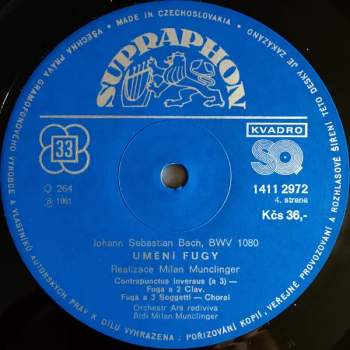 • MADE IN CZECHOSLOVAKIA •
VŠECHNA PRÁVA GRAMOFONOVÉHO VÝROBCE A VLASTNÍKŮ AUTORSKÝCH PRÁV K DÍLU VYHRAZENA. POŘIZOVÁNÍ KOPIÍ, VEŘEJNÉ PROVOZOVÁNÍ A ROZHLASOVÉ ŠÍŘENÍ TÉTO DESKY JE ZAKÁZÁNO
SUPRAPHON
33
KVADRO
SQ
Q 264
℗ 1981
1411 2972
4. strana
Kčs 36,-
Johann Sebastian Bach, BWV 1080
UMĚNÍ FUGY
Realizace Milan Munclinger
Contrapunctus inversus (a 3) —
Fuga a 2 Clav.
Fuga a 3 Soggetti — Choral
Orchestr Ars rediviva
Řídí Milan Munclinger